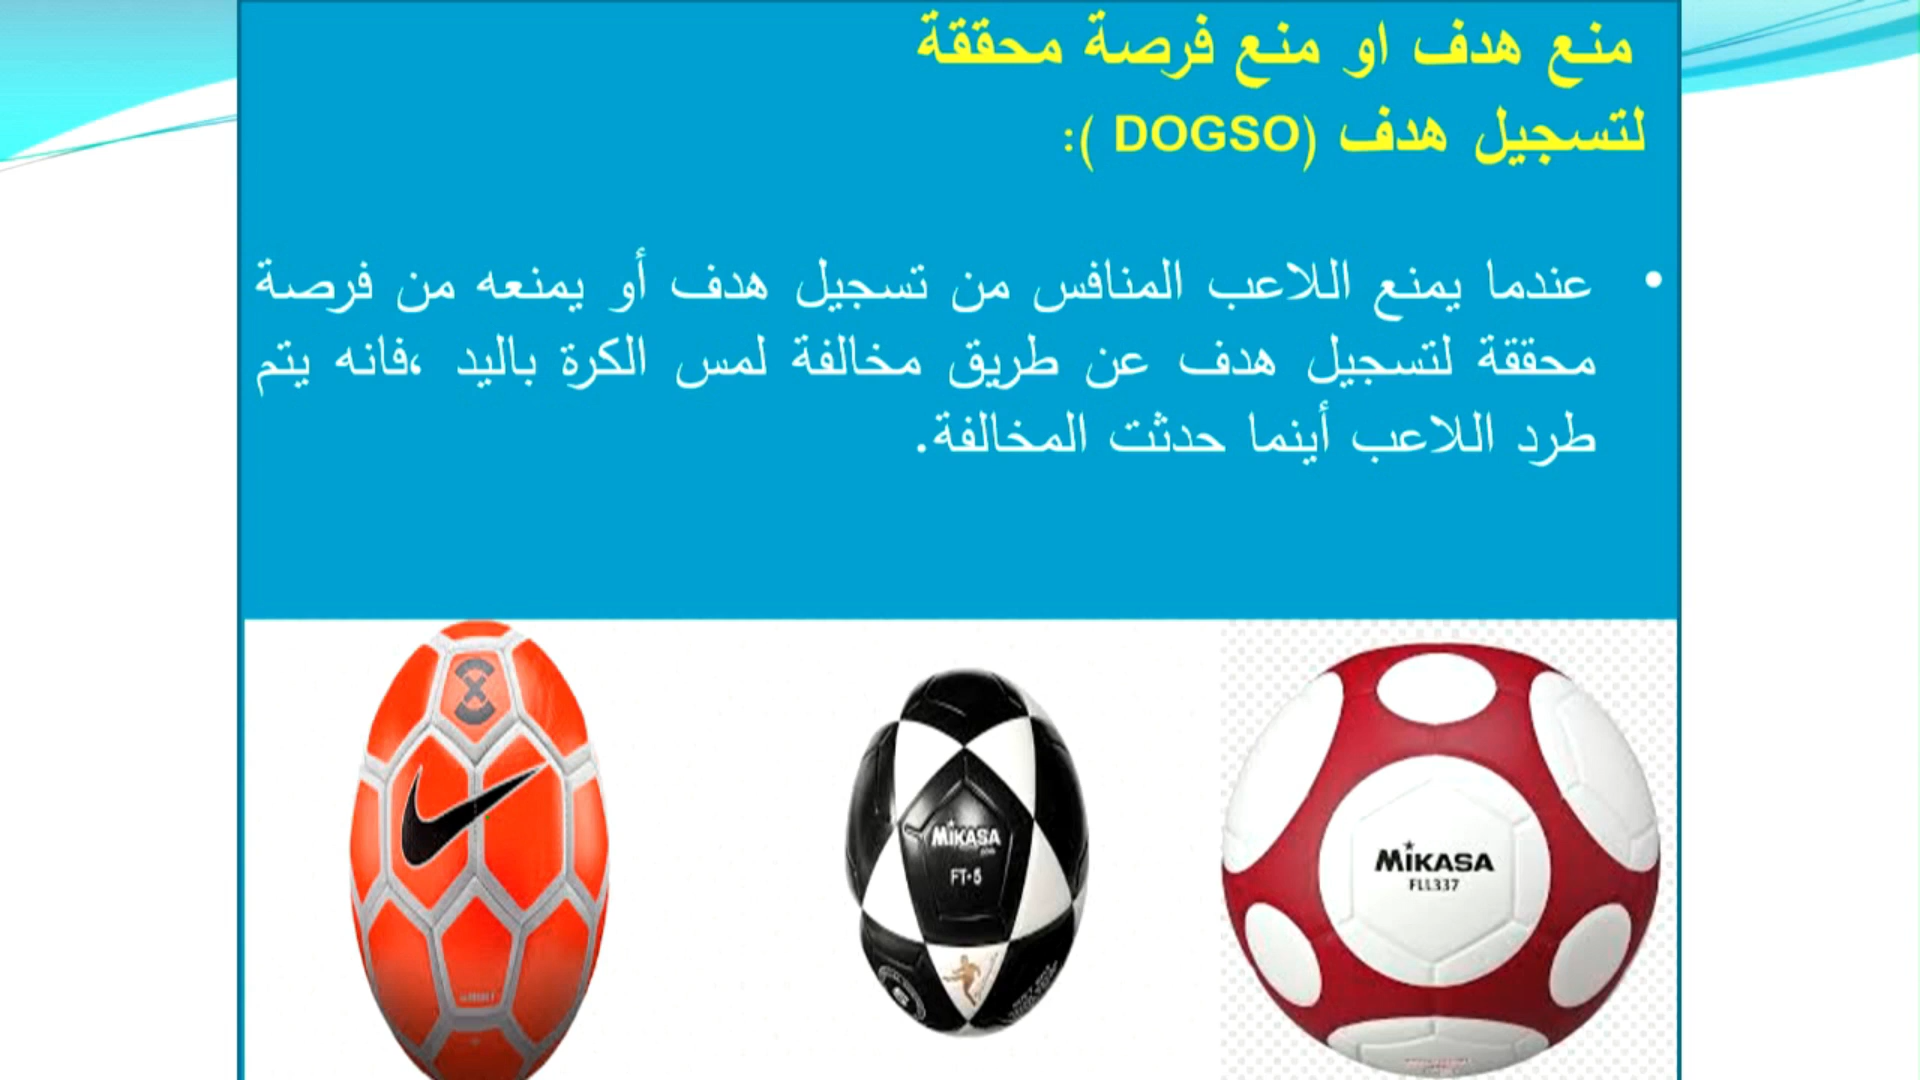 منع هدف او منع فرصة محققة
لتسجيل هدف (DOGSO ):
• عندما يمنع اللاعب المنافس من تسجيل هدف أو يمنعه من فرصة
محققة لتسجيل هدف عن طريق مخالفة لمس الكرة باليد ،فانه يتم
طرد اللاعب أينما حدثت المخالفة.
MIKASA
FT-5
MIKASA
FLL337